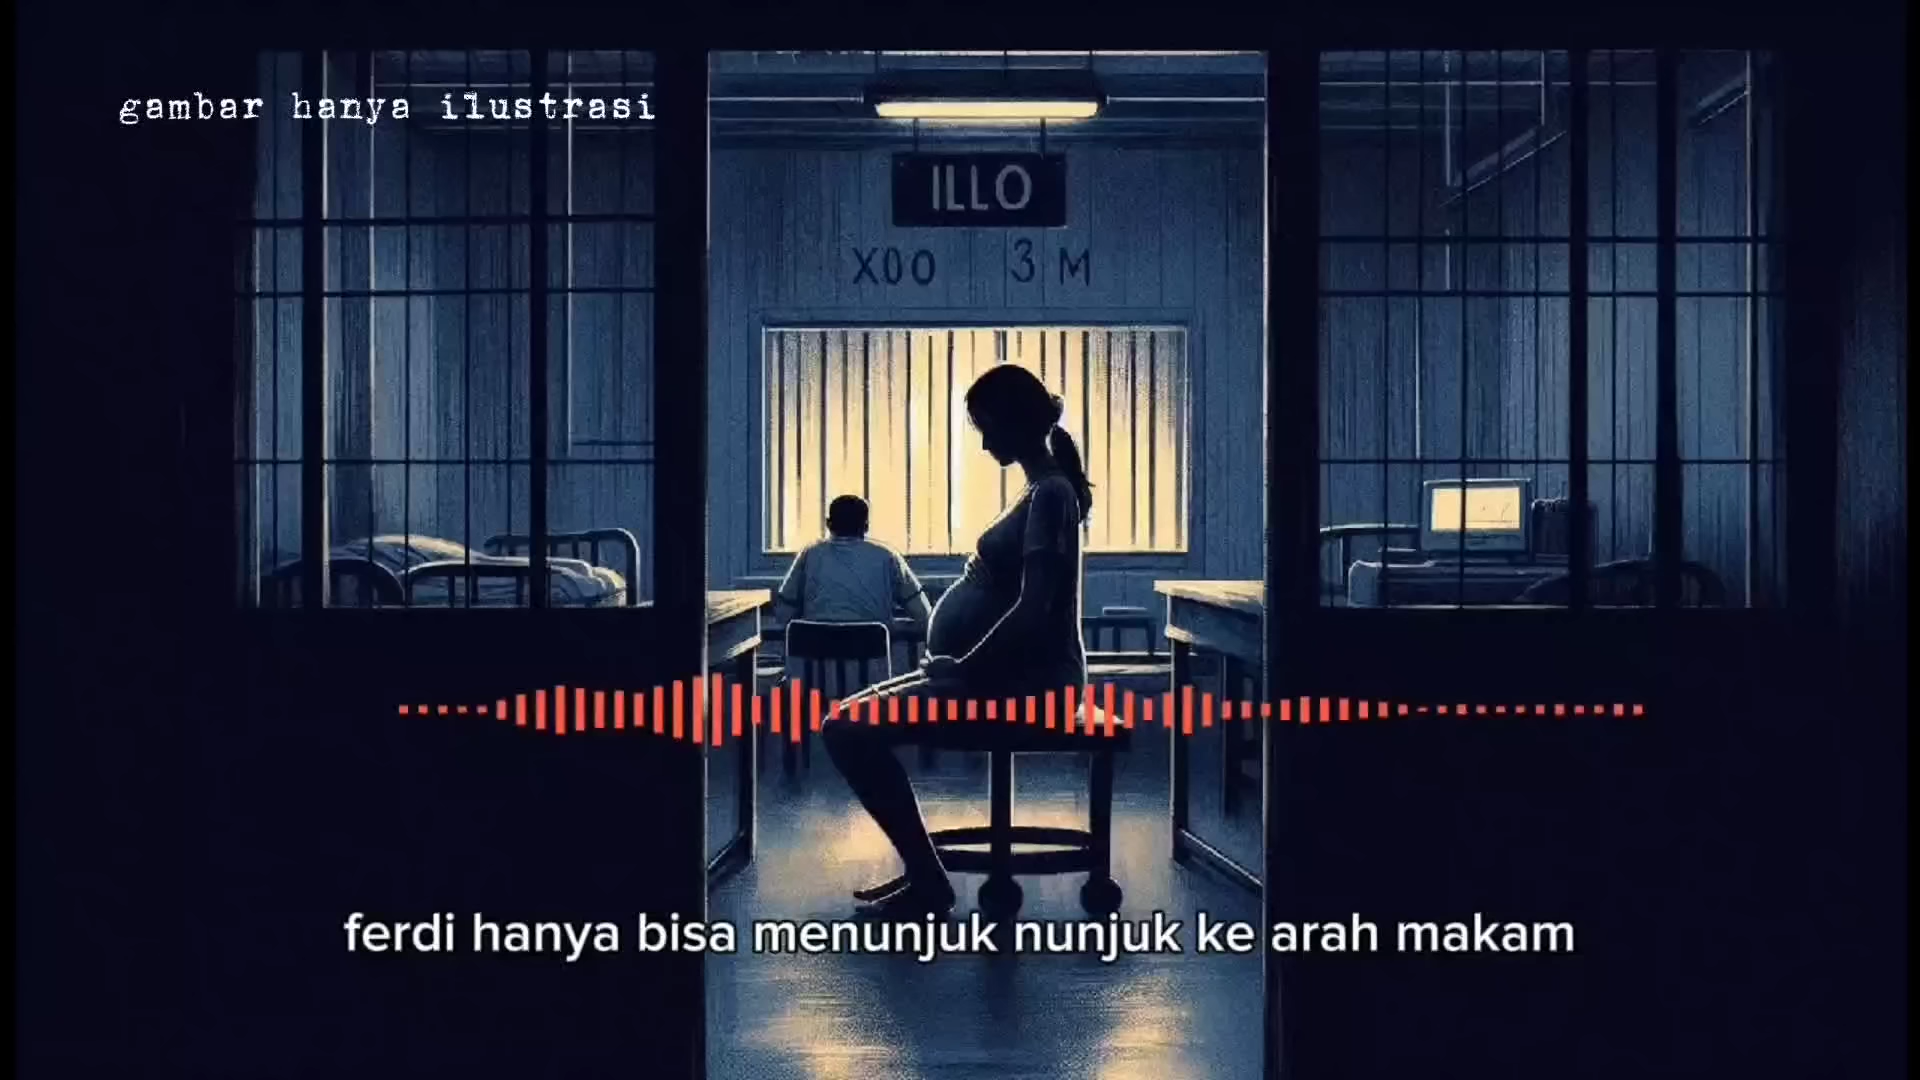 gambar hanya ilustrasi
ILLO
X00 3 M
ferdi hanya bisa menunjuk nunjuk ke arah makam